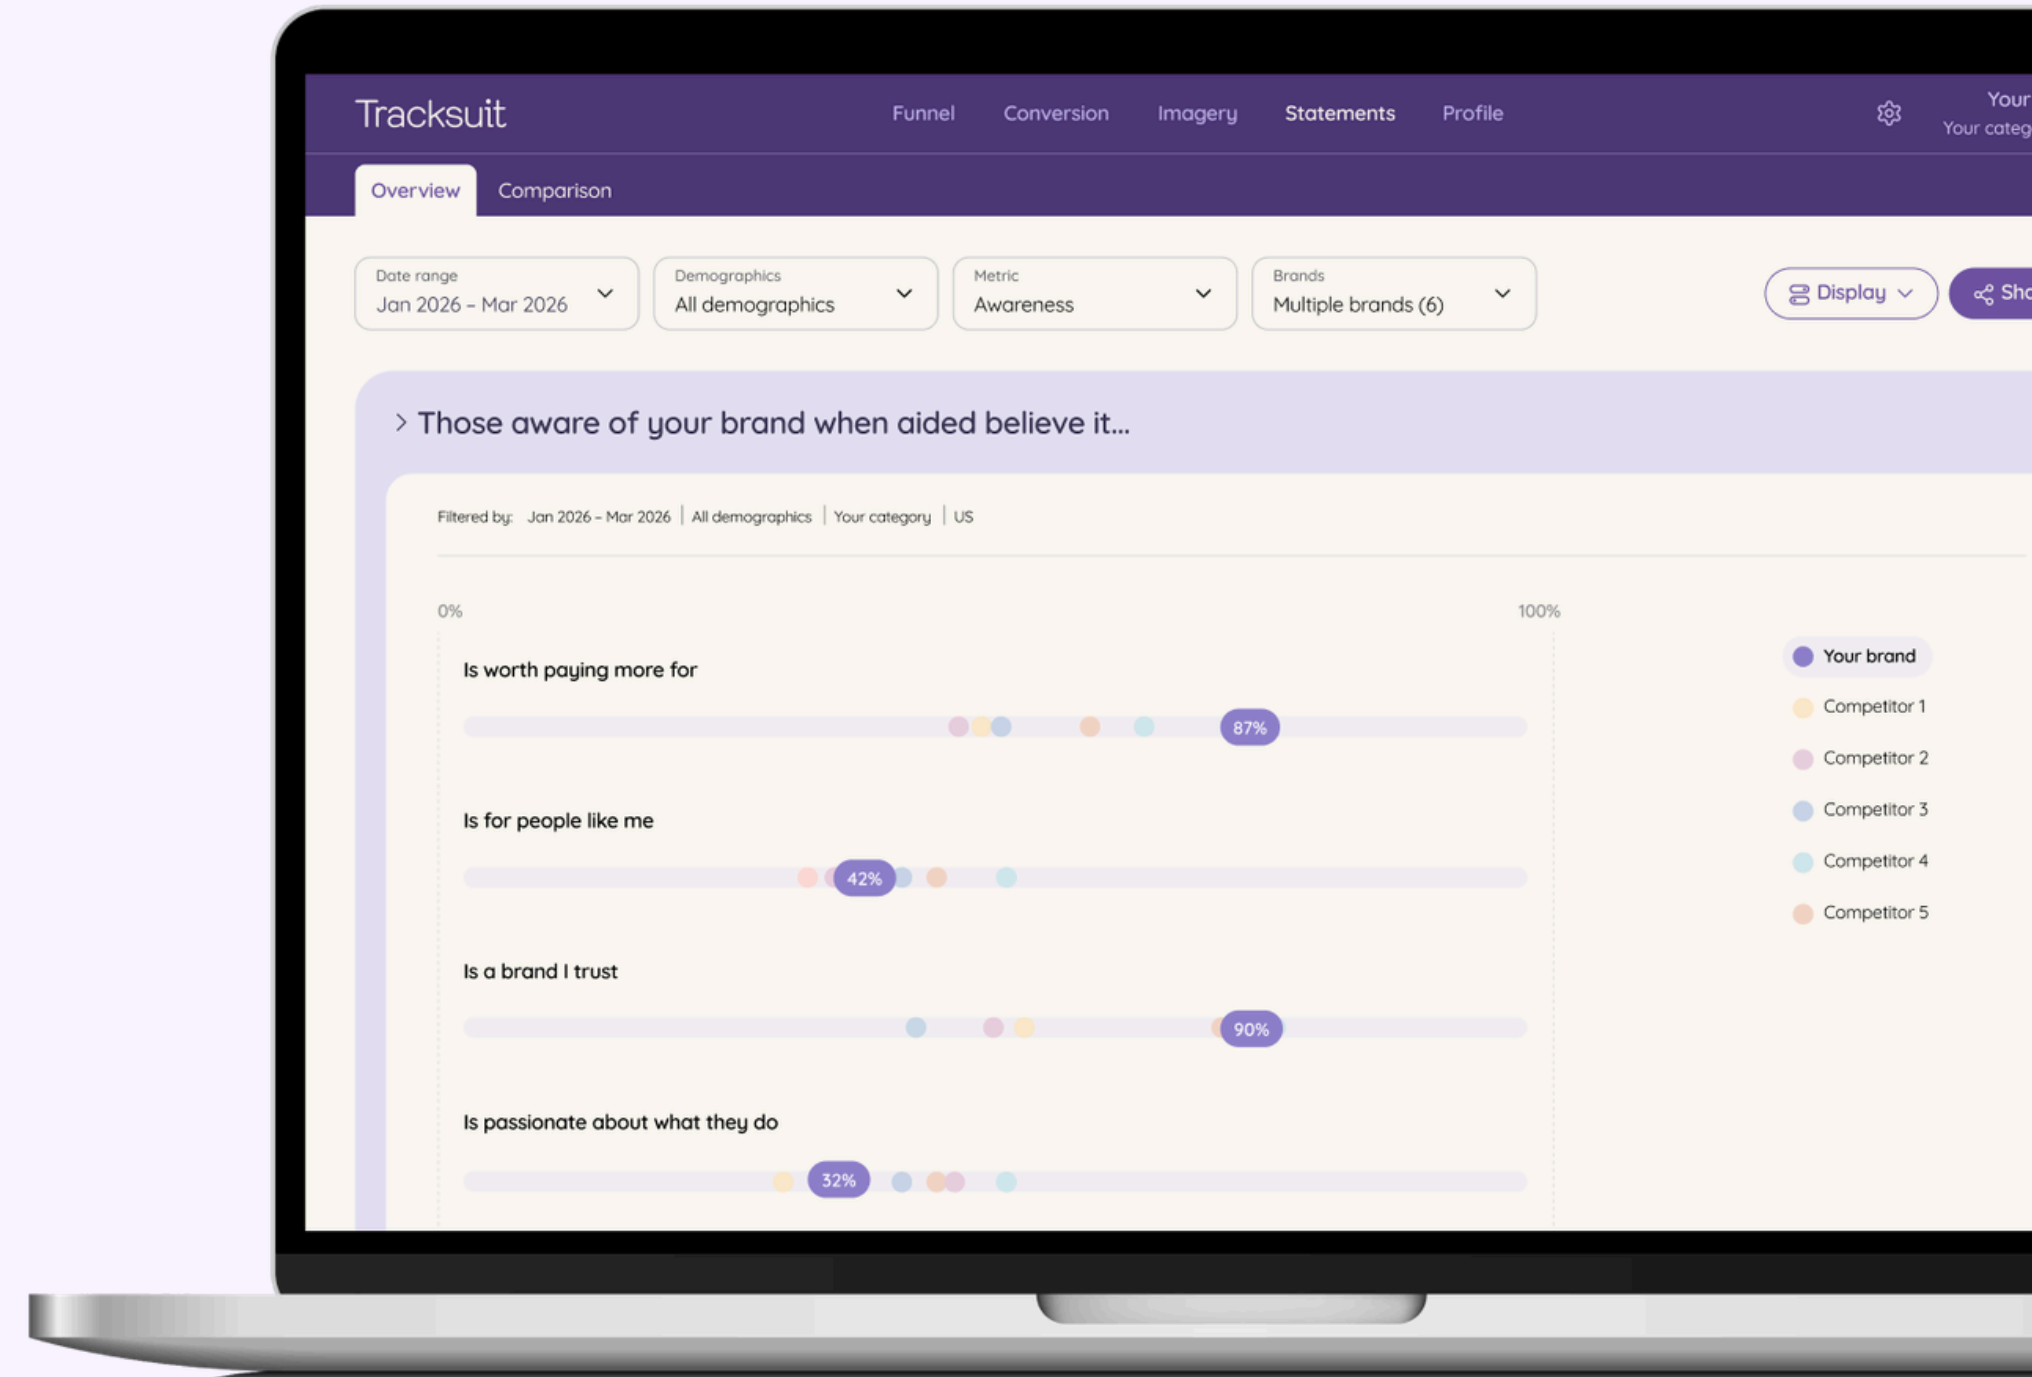 Tracksuit
Funnel Conversion Imagery Statements Profile
Your
Your categ
Overview Comparison
Date range
Jan 2026 – Mar 2026
Demographics
All demographics
Metric
Awareness
Brands
Multiple brands (6)
Display
Sha
> Those aware of your brand when aided believe it...
Filtered by: Jan 2026 – Mar 2026 | All demographics | Your category | US
0% 100%
Is worth paying more for
87%
Is for people like me
42%
Is a brand I trust
90%
Is passionate about what they do
32%
Your brand
Competitor 1
Competitor 2
Competitor 3
Competitor 4
Competitor 5